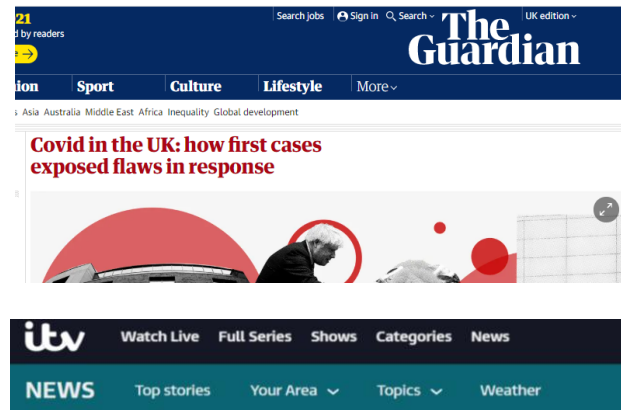 21
Search jobs Sign in Search The Guardian UK edition
d by readers
Sport Culture Lifestyle More
Asia Australia Middle East Africa Inequality Global development
Covid in the UK: how first cases
exposed flaws in response
itv Watch Live Full Series Shows Categories News
NEWS Top stories Your Area Topics Weather